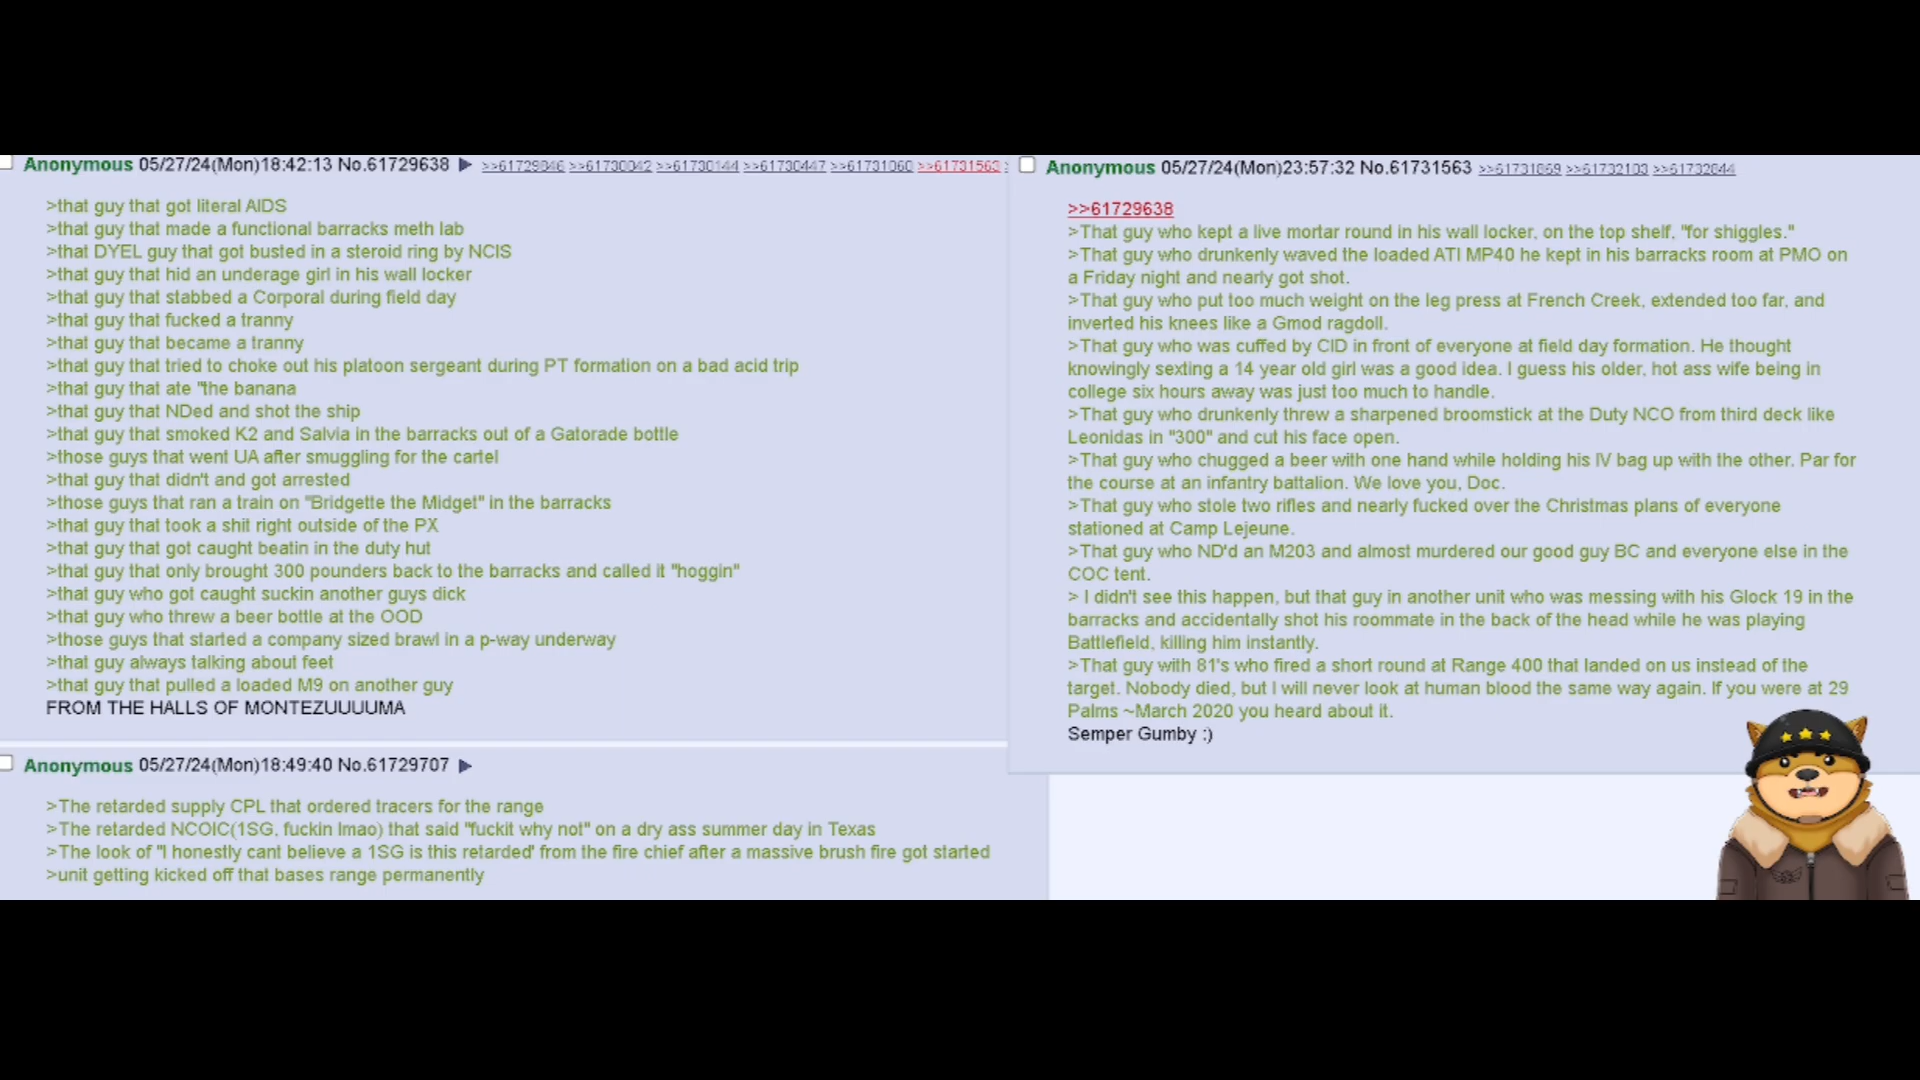 Anonymous 05/27/24(Mon)18:42:13 No.61729638 ▶ >>61729846 >>61730042 >>61730144 >>61730447 >>61731060 >>61731563
>that guy that got literal AIDS
>that guy that made a functional barracks meth lab
>that DYEL guy that got busted in a steroid ring by NCIS
>that guy that hid an underage girl in his wall locker
>that guy that stabbed a Corporal during field day
>that guy that fucked a tranny
>that guy that became a tranny
>that guy that tried to choke out his platoon sergeant during PT formation on a bad acid trip
>that guy that ate "the banana
>that guy that NDed and shot the ship
>that guy that smoked K2 and Salvia in the barracks out of a Gatorade bottle
>those guys that went UA after smuggling for the cartel
>that guy that didn't and got arrested
>those guys that ran a train on "Bridgette the Midget" in the barracks
>that guy that took a shit right outside of the PX
>that guy that got caught beatin in the duty hut
>that guy that only brought 300 pounders back to the barracks and called it "hoggin"
>that guy who got caught suckin another guys dick
>that guy who threw a beer bottle at the OOD
>those guys that started a company sized brawl in a p-way underway
>that guy always talking about feet
>that guy that pulled a loaded M9 on another guy
FROM THE HALLS OF MONTEZUUUUMA
Anonymous 05/27/24(Mon)18:49:40 No.61729707 ▶
>The retarded supply CPL that ordered tracers for the range
>The retarded NCOIC(1SG, fuckin lmao) that said "fuckit why not" on a dry ass summer day in Texas
>The look of "I honestly cant believe a 1SG is this retarded' from the fire chief after a massive brush fire got started
>unit getting kicked off that bases range permanently
Anonymous 05/27/24(Mon)23:57:32 No.61731563 >>61731869 >>61732103 >>61732844
>>61729638
>That guy who kept a live mortar round in his wall locker, on the top shelf, "for shiggles."
>That guy who drunkenly waved the loaded ATI MP40 he kept in his barracks room at PMO on
a Friday night and nearly got shot.
>That guy who put too much weight on the leg press at French Creek, extended too far, and
inverted his knees like a Gmod ragdoll.
>That guy who was cuffed by CID in front of everyone at field day formation. He thought
knowingly sexting a 14 year old girl was a good idea. I guess his older, hot ass wife being in
college six hours away was just too much to handle.
>That guy who drunkenly threw a sharpened broomstick at the Duty NCO from third deck like
Leonidas in "300" and cut his face open.
>That guy who chugged a beer with one hand while holding his IV bag up with the other. Par for
the course at an infantry battalion. We love you, Doc.
>That guy who stole two rifles and nearly fucked over the Christmas plans of everyone
stationed at Camp Lejeune.
>That guy who ND'd an M203 and almost murdered our good guy BC and everyone else in the
COC tent.
> I didn't see this happen, but that guy in another unit who was messing with his Glock 19 in the
barracks and accidentally shot his roommate in the back of the head while he was playing
Battlefield, killing him instantly.
>That guy with 81's who fired a short round at Range 400 that landed on us instead of the
target. Nobody died, but I will never look at human blood the same way again. If you were at 29
Palms ~March 2020 you heard about it.
Semper Gumby :)